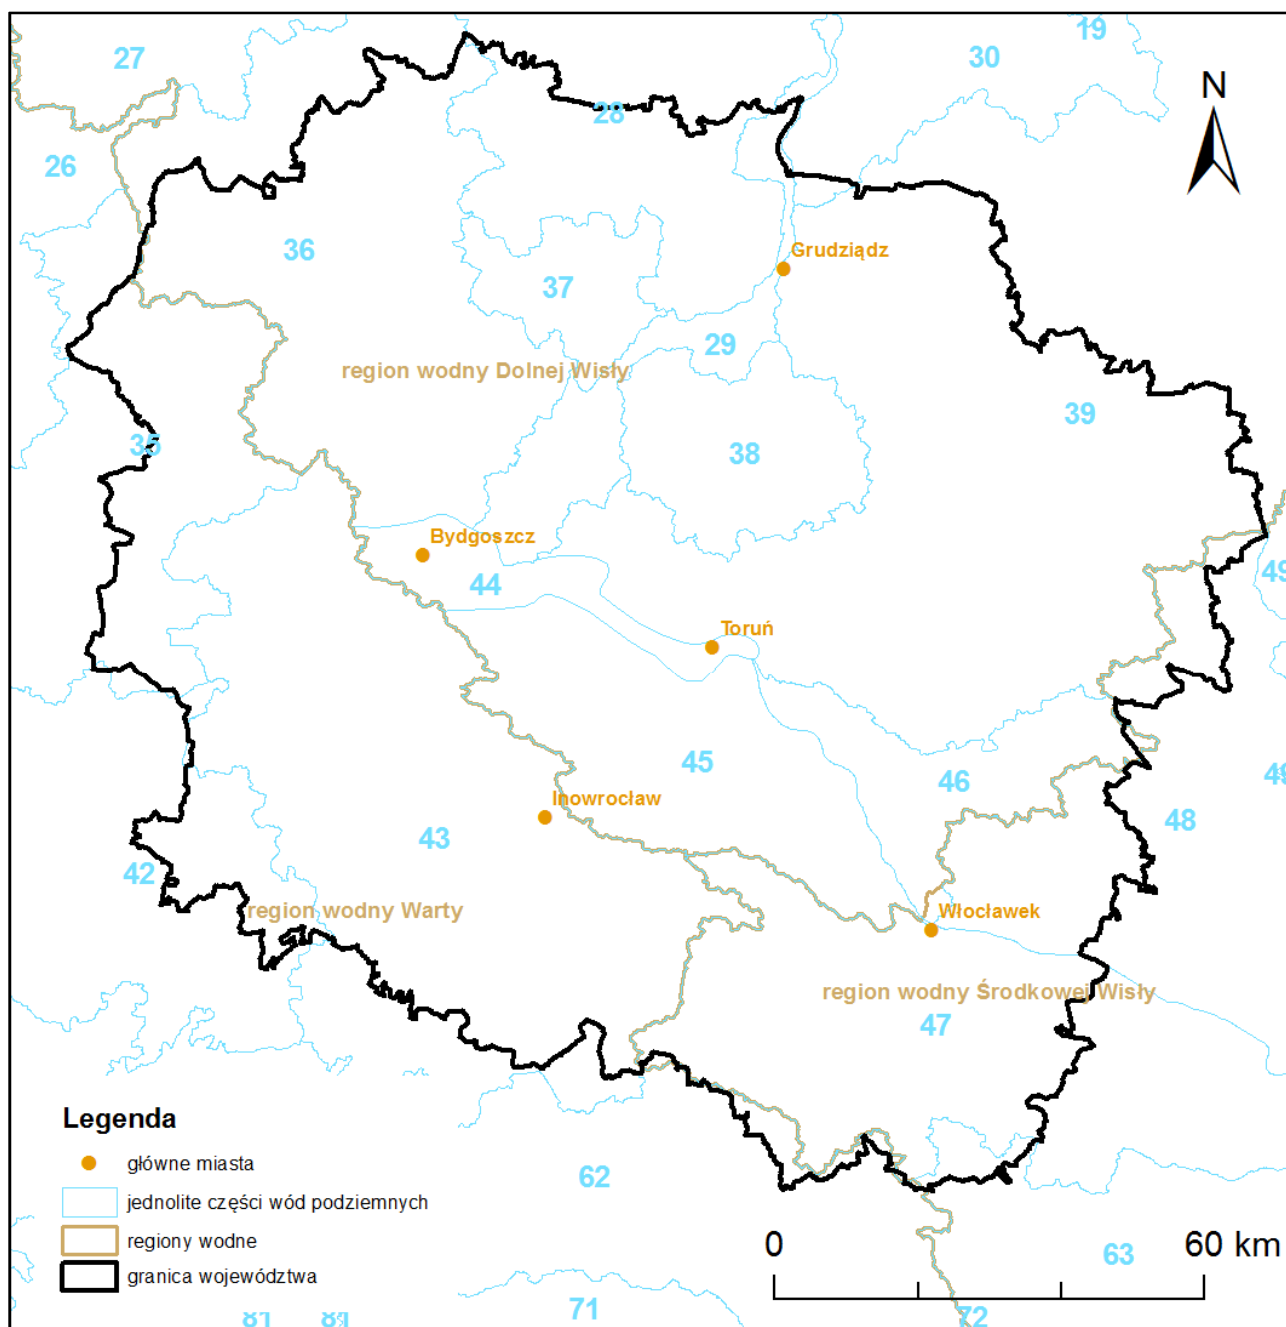 19
27
30
N
28
26
36
Grudziądz
37
29
region wodny Dolnej Wisły
39
35
38
Bydgoszcz
49
44
Toruń
45
46
49
Inowrocław
48
43
42
region wodny Warty
Włocławek
region wodny Środkowej Wisły
47
Legenda
główne miasta
62
jednolite części wód podziemnych
regiony wodne
0 60 km
63
granica województwa
71
72
81